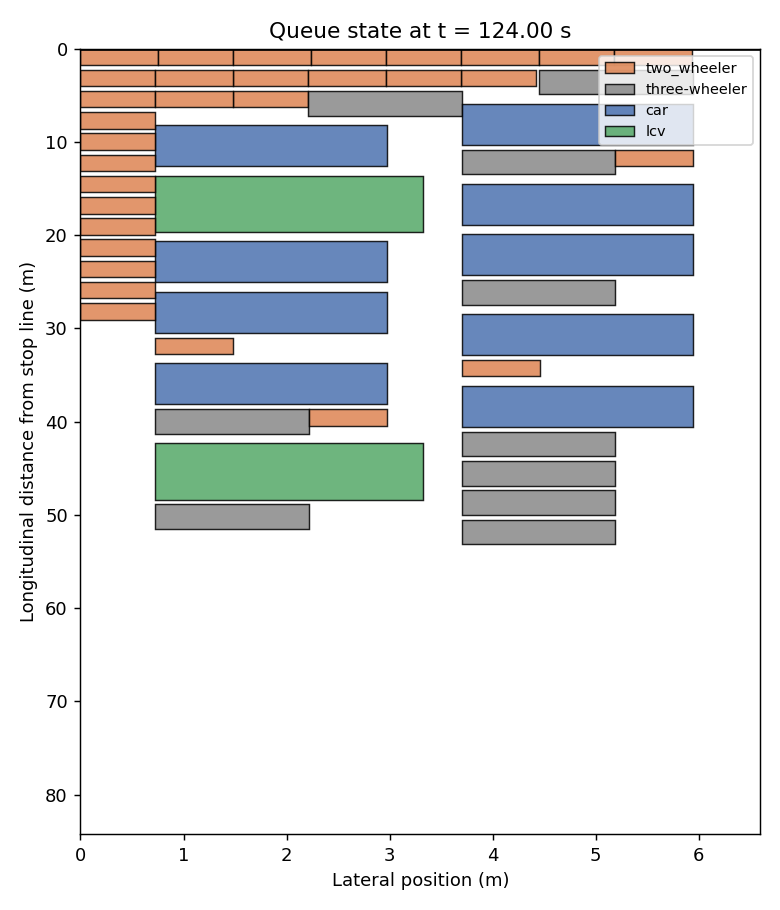 Queue state at t = 124.00 s
two_wheeler
three-wheeler
car
lcv
Longitudinal distance from stop line (m)
0
10
20
30
40
50
60
70
80
0 1 2 3 4 5 6
Lateral position (m)